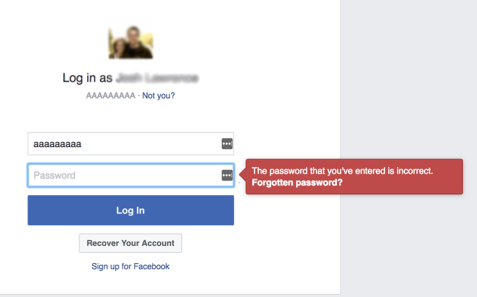 Log in as
AAAAAAAAA · Not you?
aaaaaaaaa
Password
The password that you've entered is incorrect.
Forgotten password?
Log In
Recover Your Account
Sign up for Facebook